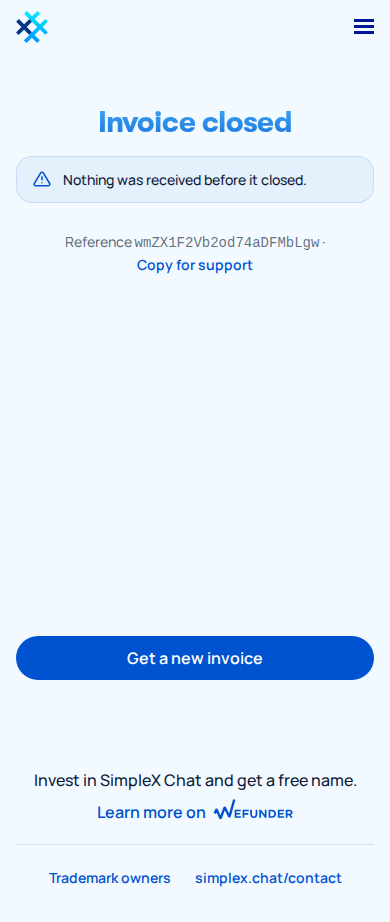 Invoice closed
Nothing was received before it closed.
Reference wmZX1F2Vb2od74aDFMbLgw ·
Copy for support
Get a new invoice
Invest in SimpleX Chat and get a free name.
Learn more on WEFUNDER
Trademark owners simplex.chat/contact